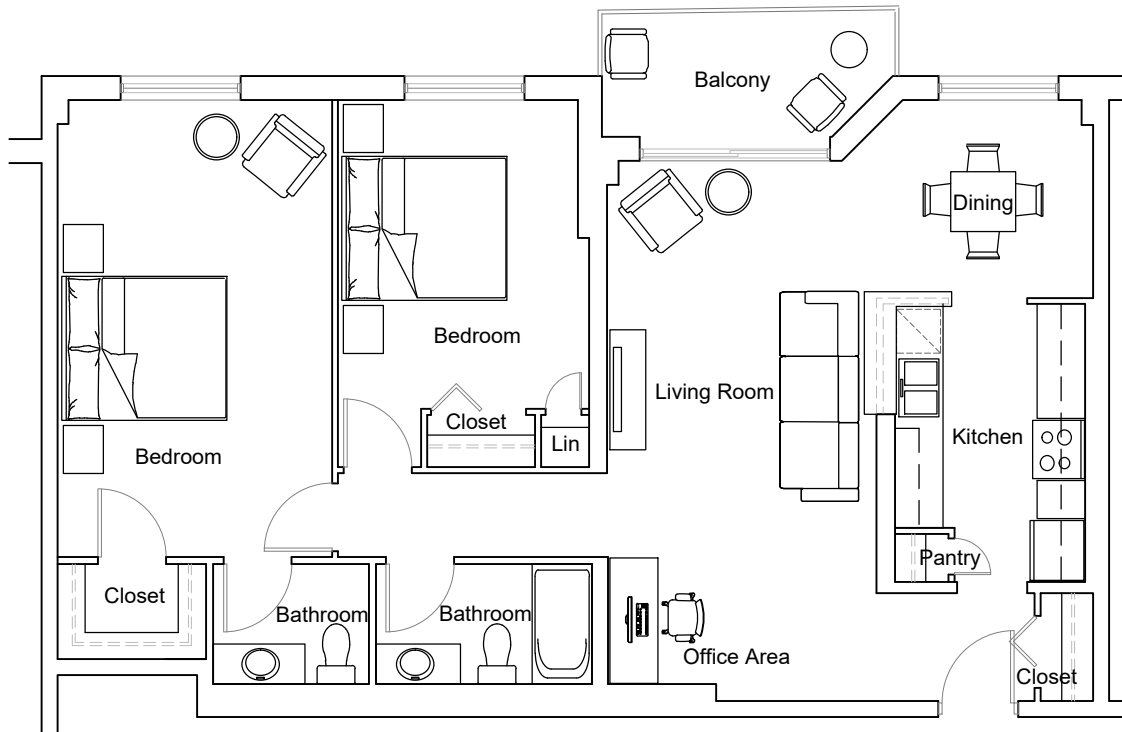 Balcony
Dining
Bedroom
Living Room
Closet
Kitchen
Lin
Bedroom
Pantry
Closet
Bathroom
Bathroom
Office Area
Closet